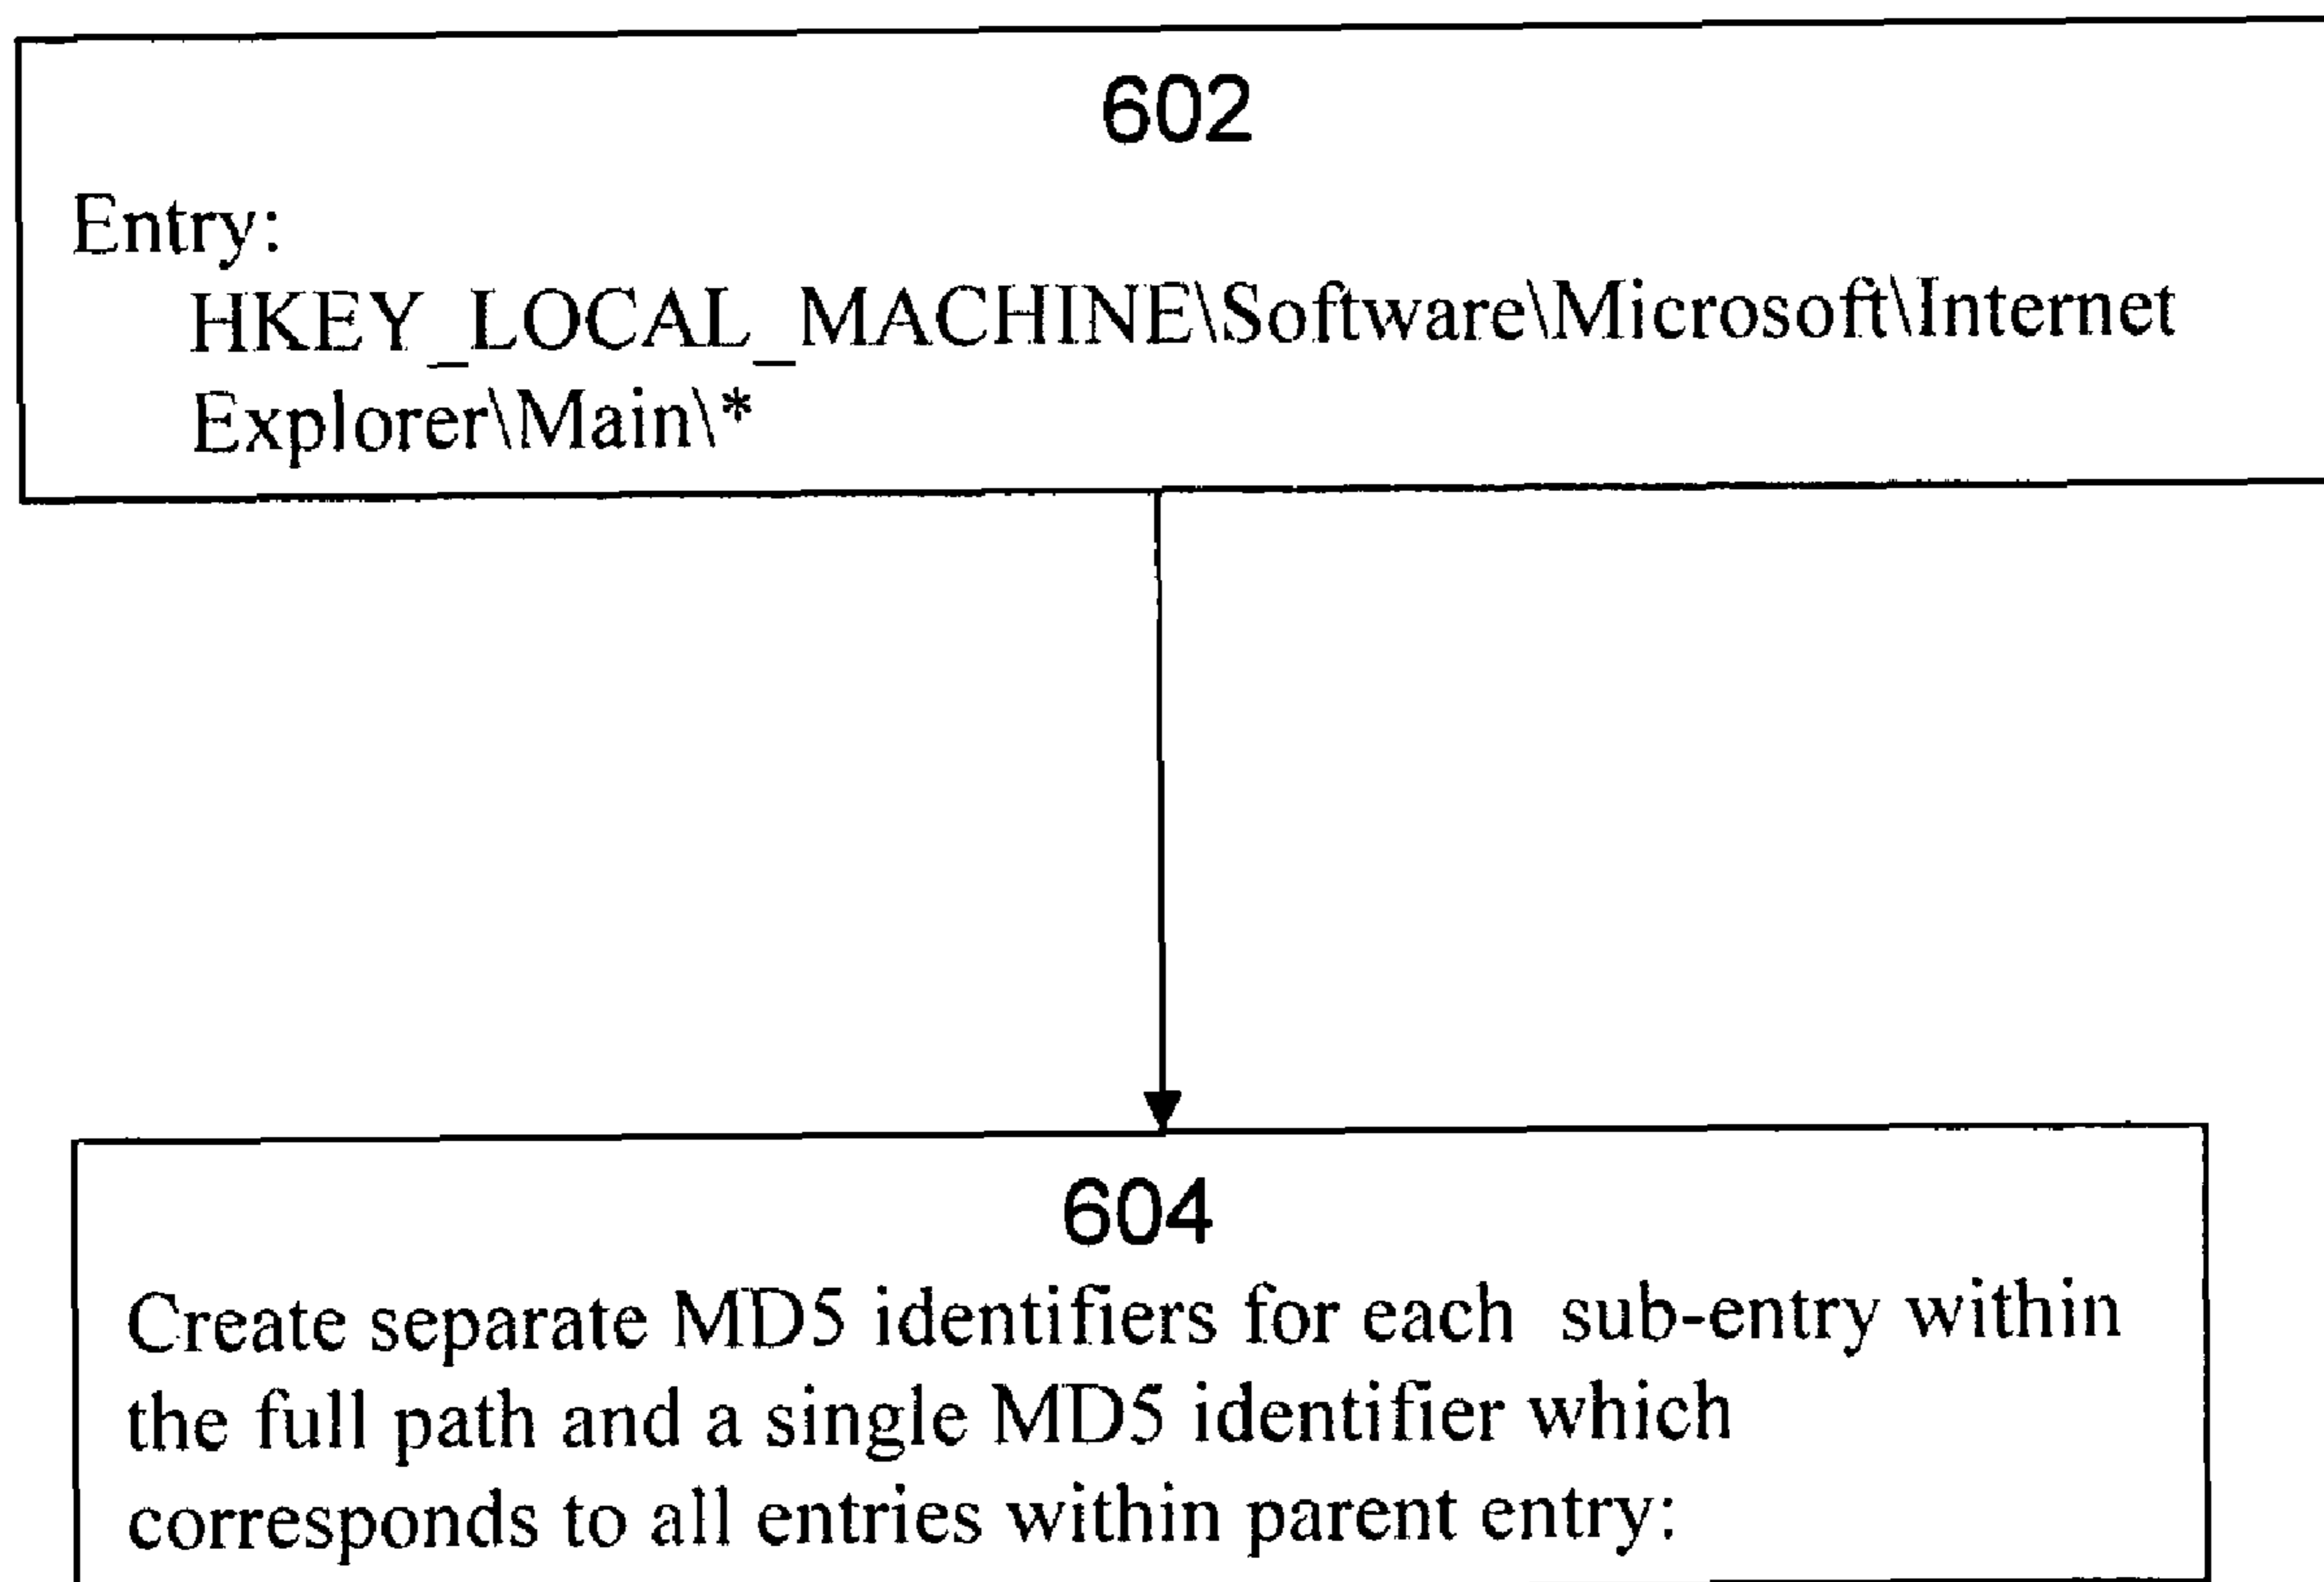 602
Entry:
HKEY_LOCAL_MACHINE\Software\Microsoft\Internet
Explorer\Main\*
604
Create separate MD5 identifiers for each sub-entry within
the full path and a single MD5 identifier which
corresponds to all entries within parent entry: